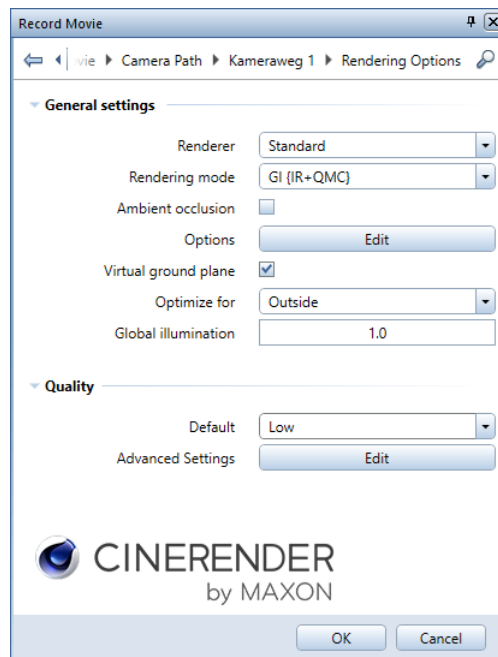 Record Movie
Camera Path Kameraweg 1 Rendering Options
General settings
Renderer Standard
Rendering mode GI {IR+QMC}
Ambient occlusion
Options Edit
Virtual ground plane
Optimize for Outside
Global illumination 1.0
Quality
Default Low
Advanced Settings Edit
CINERENDER
by MAXON
OK Cancel